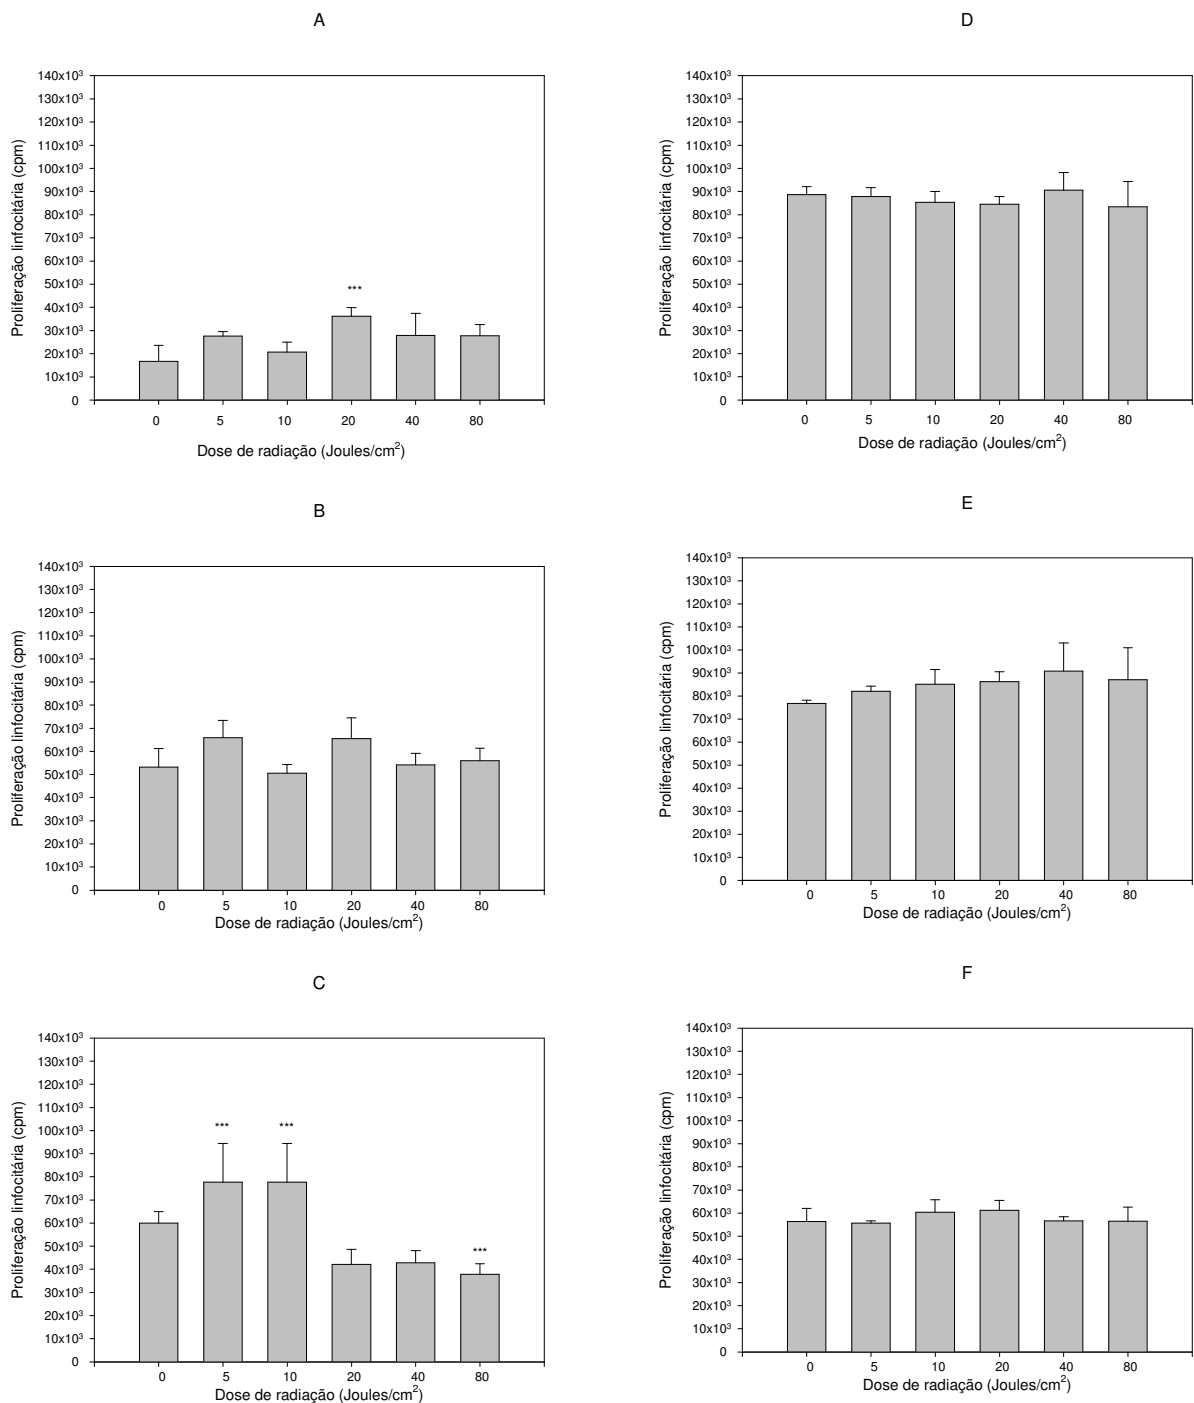 A
Proliferação linfocitária (cpm)
140x10³
130x10³
120x10³
110x10³
100x10³
90x10³
80x10³
70x10³
60x10³
50x10³
40x10³
30x10³
20x10³
10x10³
0
***
0 5 10 20 40 80
Dose de radiação (Joules/cm²)
B
Proliferação linfocitária (cpm)
140x10³
130x10³
120x10³
110x10³
100x10³
90x10³
80x10³
70x10³
60x10³
50x10³
40x10³
30x10³
20x10³
10x10³
0
0 5 10 20 40 80
Dose de radiação (Joules/cm²)
C
Proliferação linfocitária (cpm)
140x10³
130x10³
120x10³
110x10³
100x10³
90x10³
80x10³
70x10³
60x10³
50x10³
40x10³
30x10³
20x10³
10x10³
0
*** ***
***
0 5 10 20 40 80
Dose de radiação (Joules/cm²)
D
Proliferação linfocitária (cpm)
140x10³
130x10³
120x10³
110x10³
100x10³
90x10³
80x10³
70x10³
60x10³
50x10³
40x10³
30x10³
20x10³
10x10³
0
0 5 10 20 40 80
Dose de radiação (Joules/cm²)
E
Proliferação linfocitária (cpm)
140x10³
130x10³
120x10³
110x10³
100x10³
90x10³
80x10³
70x10³
60x10³
50x10³
40x10³
30x10³
20x10³
10x10³
0
0 5 10 20 40 80
Dose de radiação (Joules/cm²)
F
Proliferação linfocitária (cpm)
140x10³
130x10³
120x10³
110x10³
100x10³
90x10³
80x10³
70x10³
60x10³
50x10³
40x10³
30x10³
20x10³
10x10³
0
0 5 10 20 40 80
Dose de radiação (Joules/cm²)